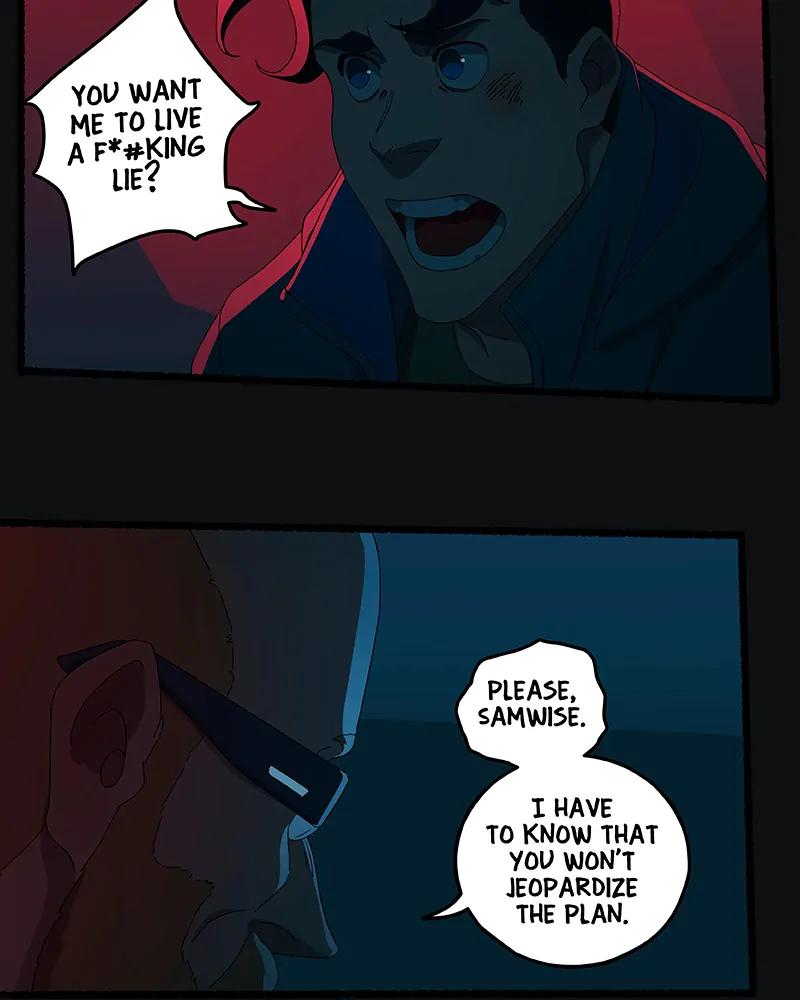 YOU WANT
ME TO LIVE
A F*#KING
LIE?
PLEASE,
SAMWISE.
I HAVE
TO KNOW THAT
YOU WON'T
JEOPARDIZE
THE PLAN.